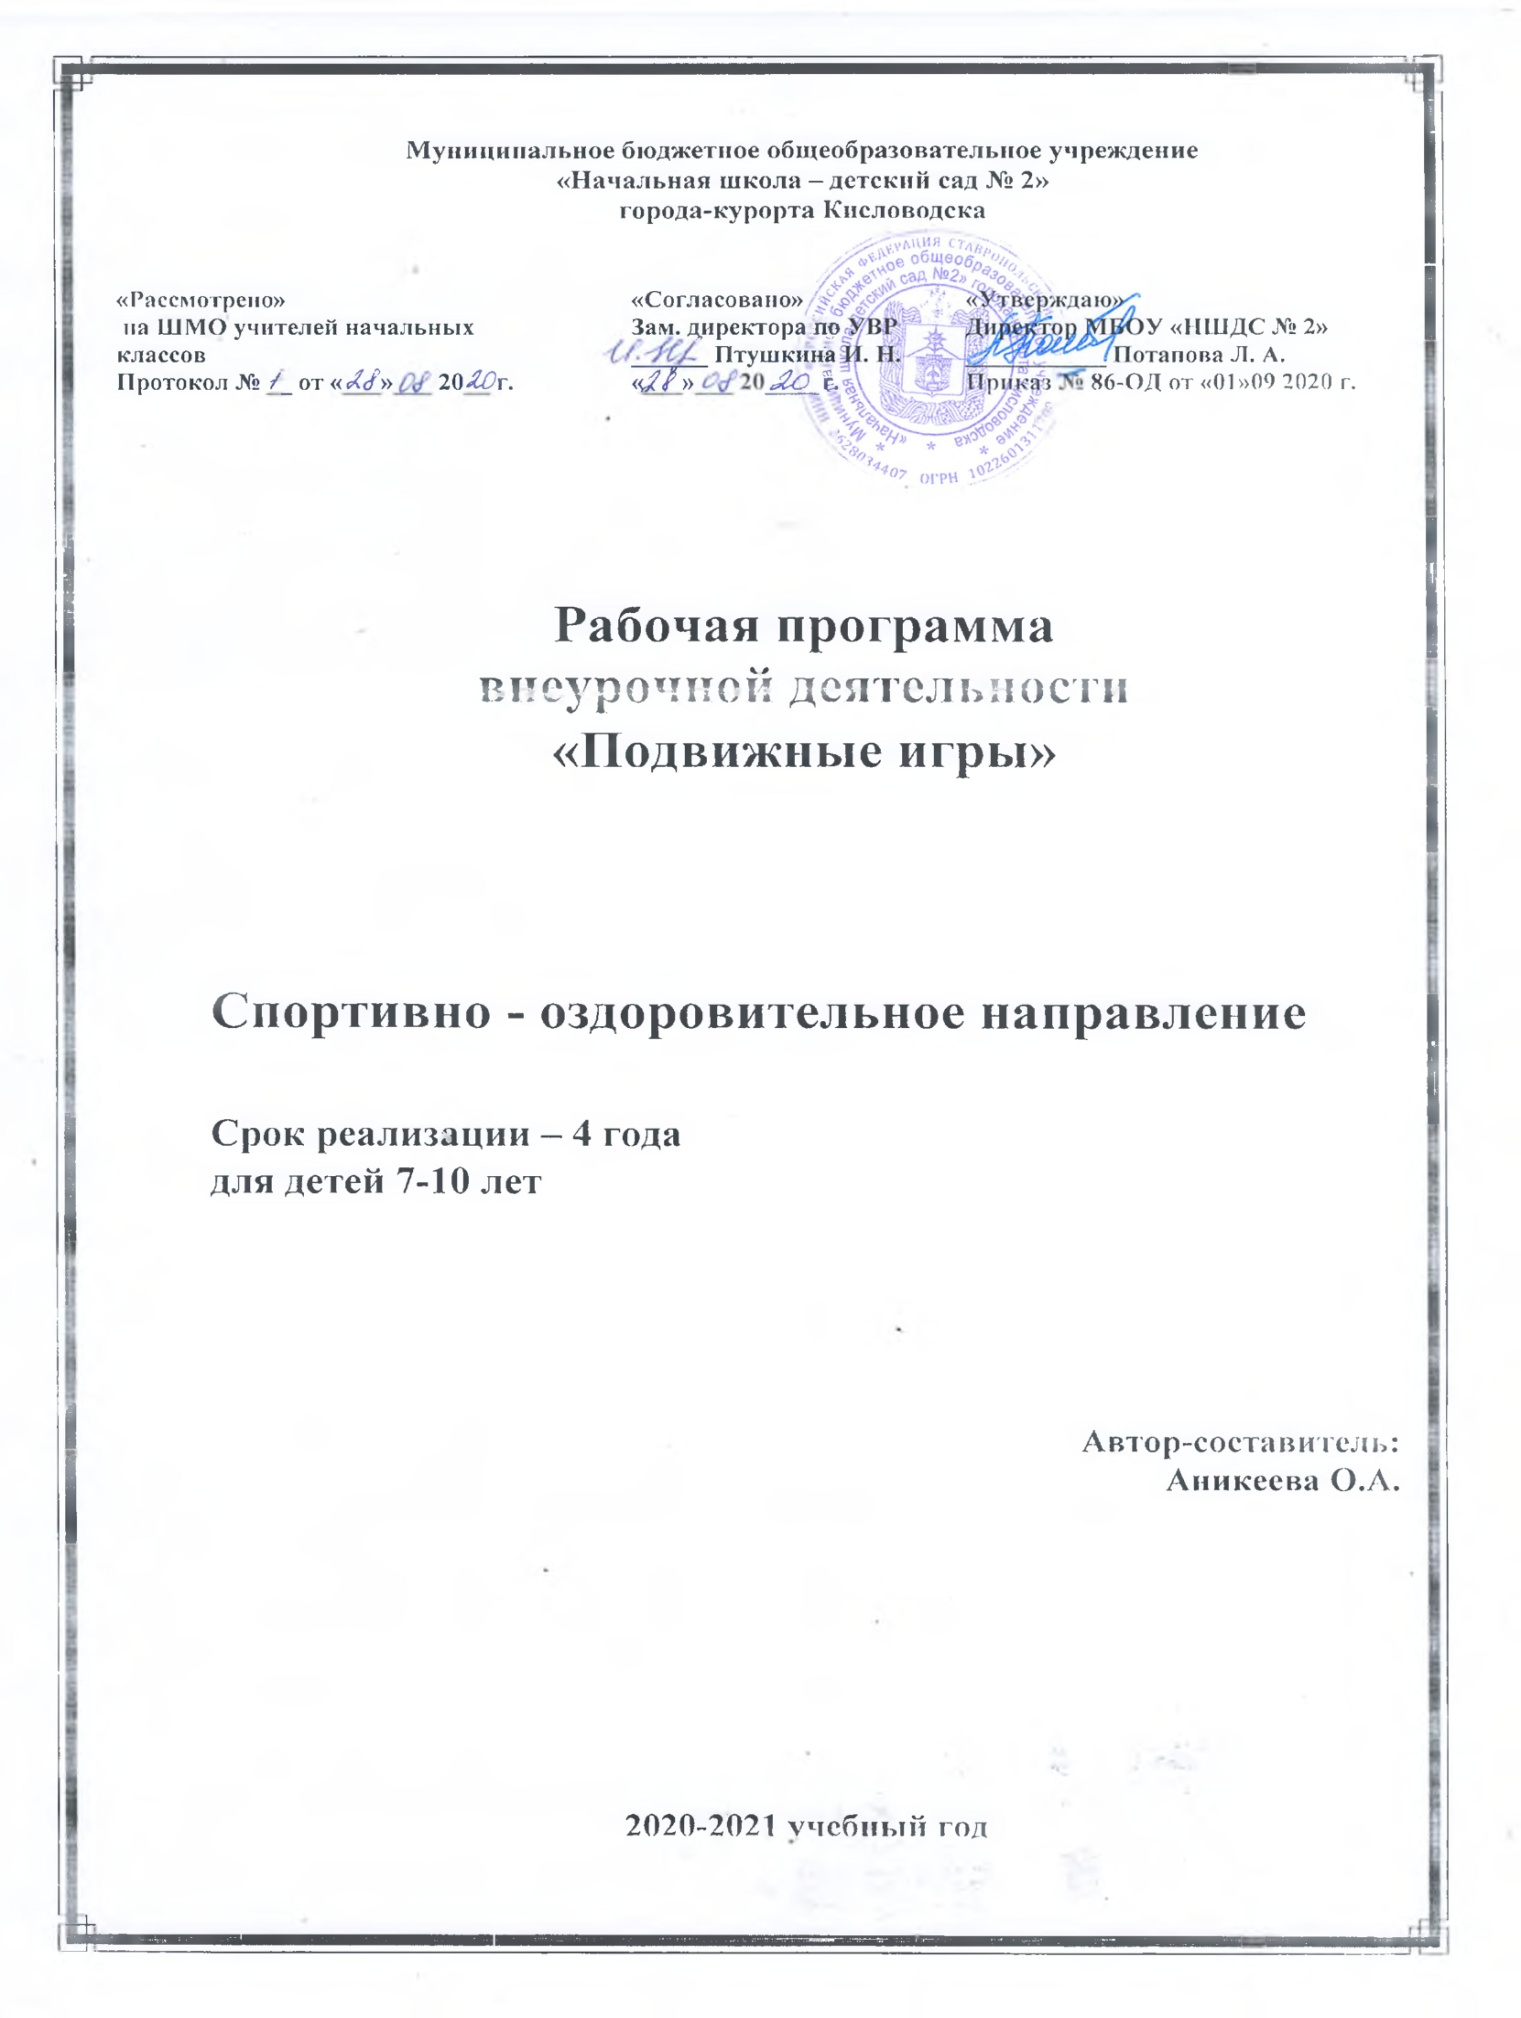 Муниципальное бюджетное общеобразовательное учреждение
«Начальная школа – детский сад № 2»
города-курорта Кисловодска
«Рассмотрено»
на ШМО учителей начальных
классов
Протокол № 1 от «28» 08 2020г.
«Согласовано»
Зам. директора по УВР
Птушкина И. Н.
«28» 08 2020 г.
«Утверждаю»
Директор МБОУ «НШДС № 2»
Потапова Л. А.
Приказ № 86-ОД от «01»09 2020 г.
Рабочая программа
внеурочной деятельности
«Подвижные игры»
Спортивно - оздоровительное направление
Срок реализации – 4 года
для детей 7-10 лет
Автор-составитель:
Аникеева О.А.
2020-2021 учебный год